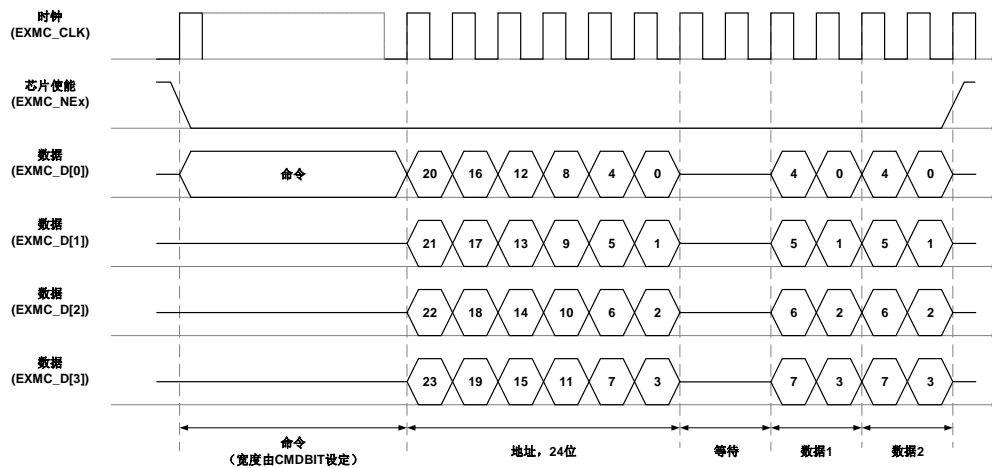 时钟
(EXMC_CLK)
芯片使能
(EXMC_NEx)
数据
(EXMC_D[0])
命令
20 16 12 8 4 0 4 0 4 0
数据
(EXMC_D[1])
21 17 13 9 5 1 5 1 5 1
数据
(EXMC_D[2])
22 18 14 10 6 2 6 2 6 2
数据
(EXMC_D[3])
23 19 15 11 7 3 7 3 7 3
命令
（宽度由CMDBIT设定）
地址，24位
等待
数据1
数据2